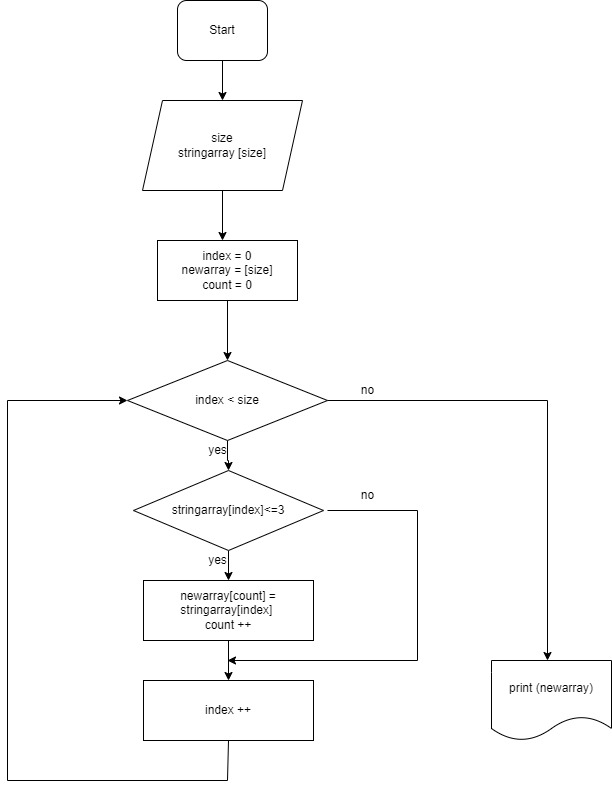 Start
size
stringarray [size]
index = 0
newarray = [size]
count = 0
index < size
no
yes
stringarray[index]<=3
no
yes
newarray[count] =
stringarray[index]
count ++
index ++
print (newarray)